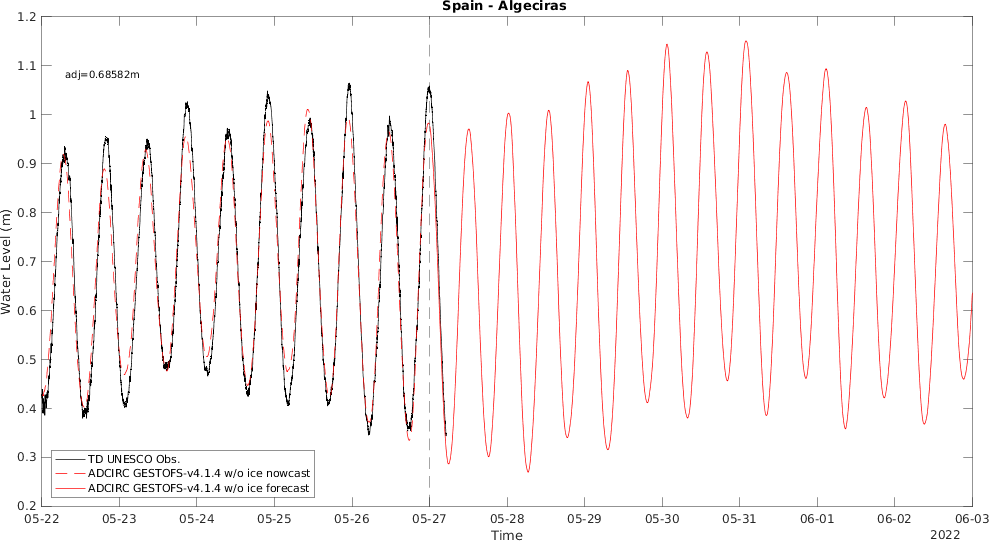 Spain - Algeciras
1.2
1.1
1
0.9
0.8
0.7
0.6
0.5
0.4
0.3
0.2
Water Level (m)
adj=0.68582m
TD UNESCO Obs.
ADCIRC GESTOFS-v4.1.4 w/o ice nowcast
ADCIRC GESTOFS-v4.1.4 w/o ice forecast
05-22 05-23 05-24 05-25 05-26 05-27 05-28 05-29 05-30 05-31 06-01 06-02 06-03
Time
2022